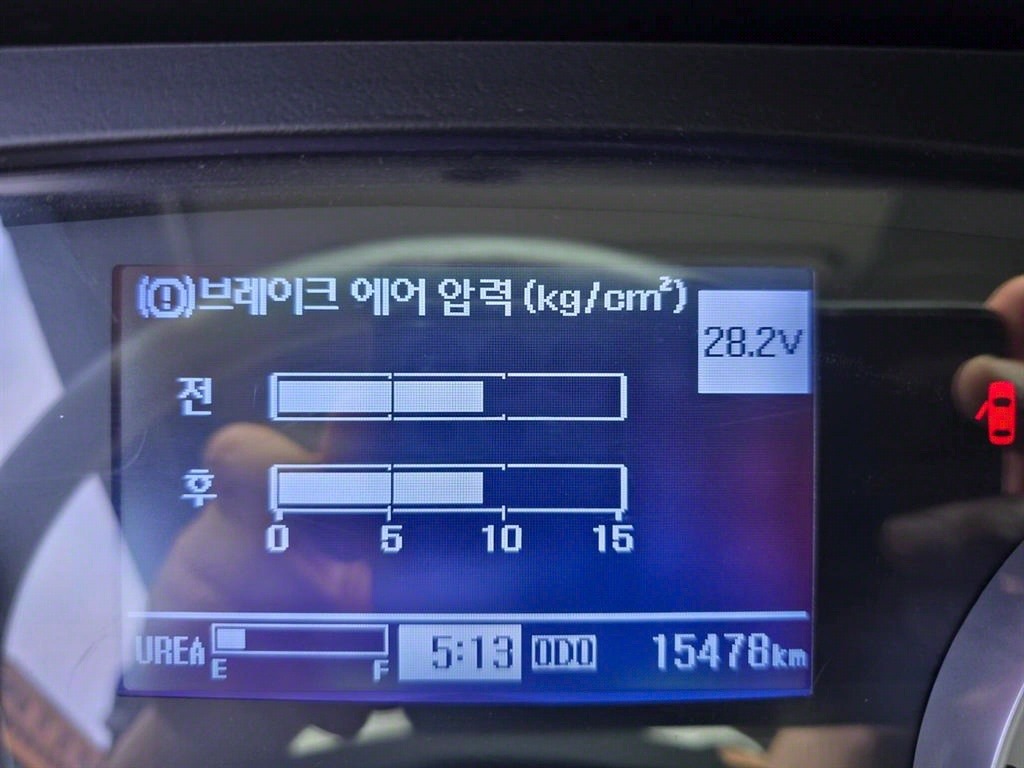 (!)브레이크 에어 압력 (kg/cm²)
28.2V
전
후
0 5 10 15
UREA E F 5:13 ODO 15478km